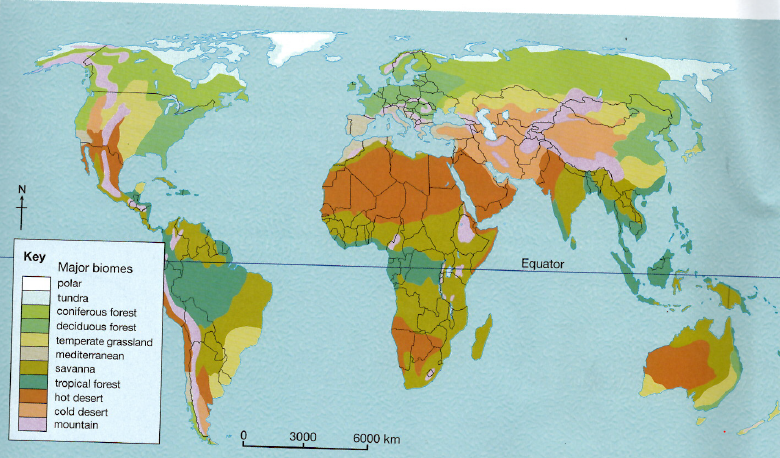 N
Equator
Key
Major biomes
polar
tundra
coniferous forest
deciduous forest
temperate grassland
mediterranean
savanna
tropical forest
hot desert
cold desert
mountain
0 3000 6000 km